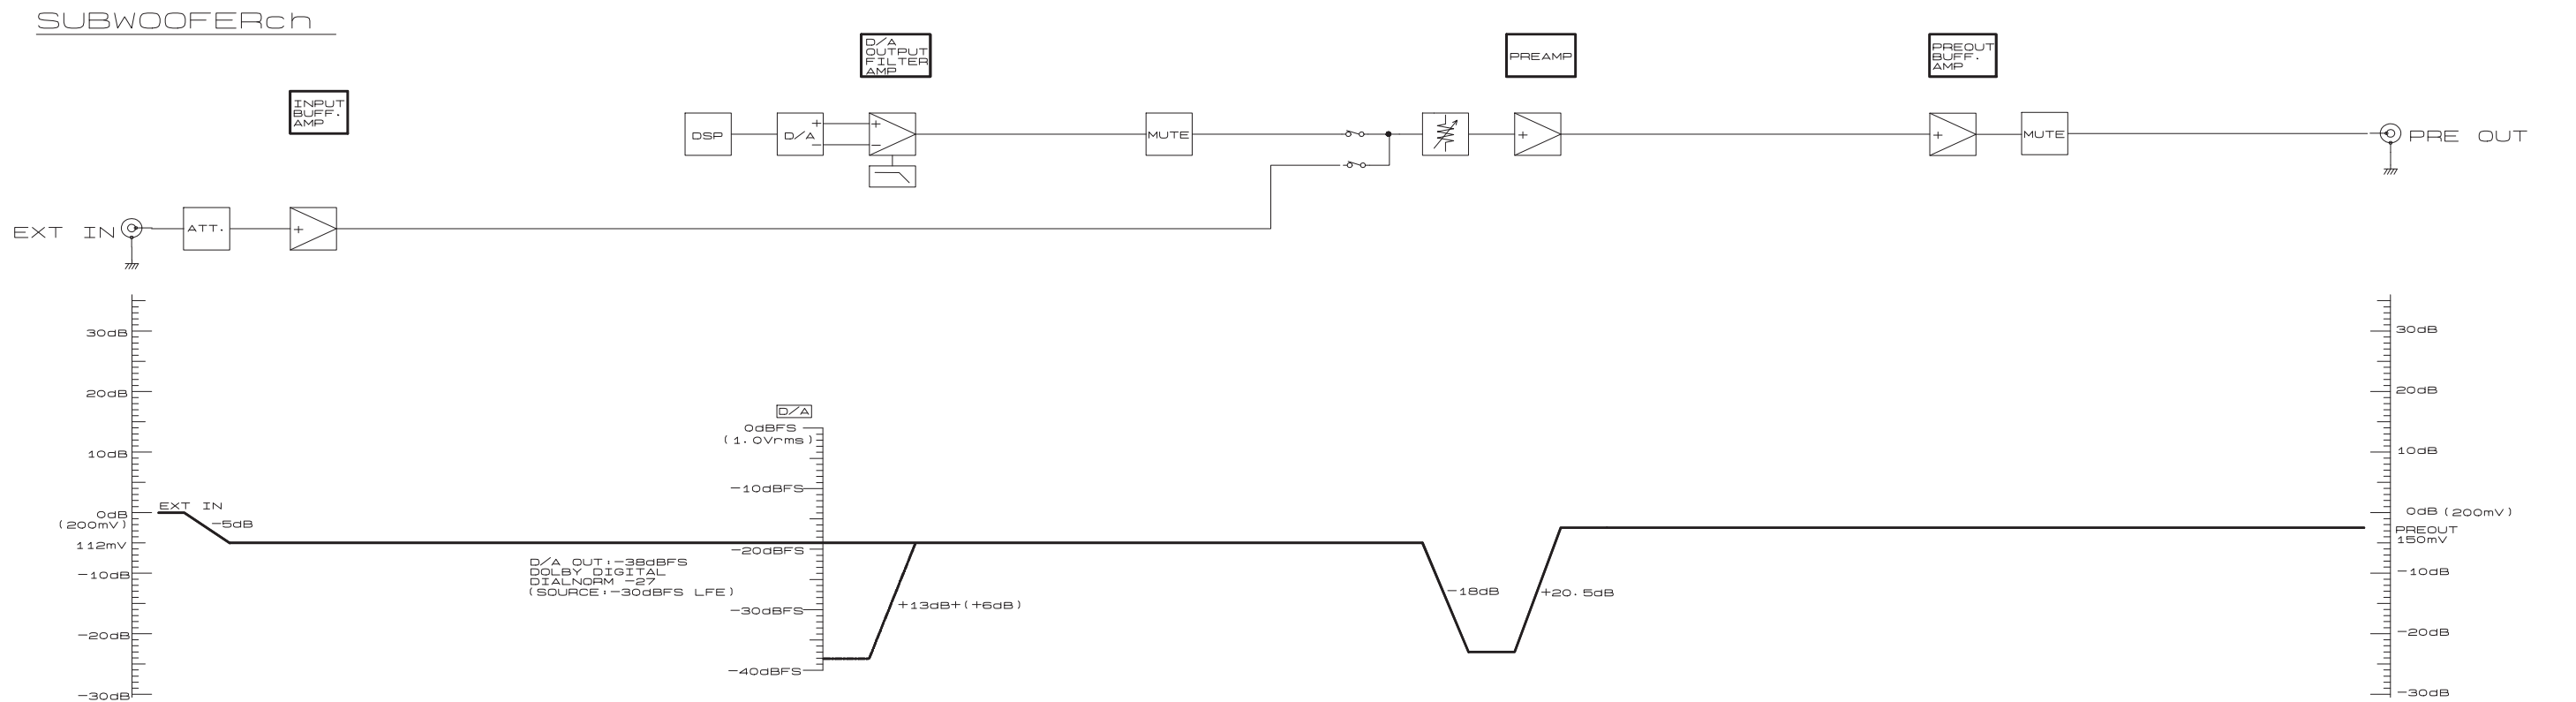 SUBWOOFERch
D/A
OUTPUT
FILTER
AMP
PREAMP
PREOUT
BUFF.
AMP
INPUT
BUFF.
AMP
DSP
D/A
+
−
+
−
MUTE
+
+
MUTE
PRE OUT
EXT IN
ATT.
+
30dB
20dB
10dB
0dB
(200mV)
112mV
−10dB
−20dB
−30dB
EXT IN
−5dB
D/A
0dBFS
(1.0Vrms)
−10dBFS
−20dBFS
−30dBFS
−40dBFS
D/A OUT:−38dBFS
DOLBY DIGITAL
DIALNORM −27
(SOURCE:−30dBFS LFE)
+13dB+(+6dB)
−18dB
+20.5dB
30dB
20dB
10dB
0dB (200mV)
PREOUT
150mV
−10dB
−20dB
−30dB